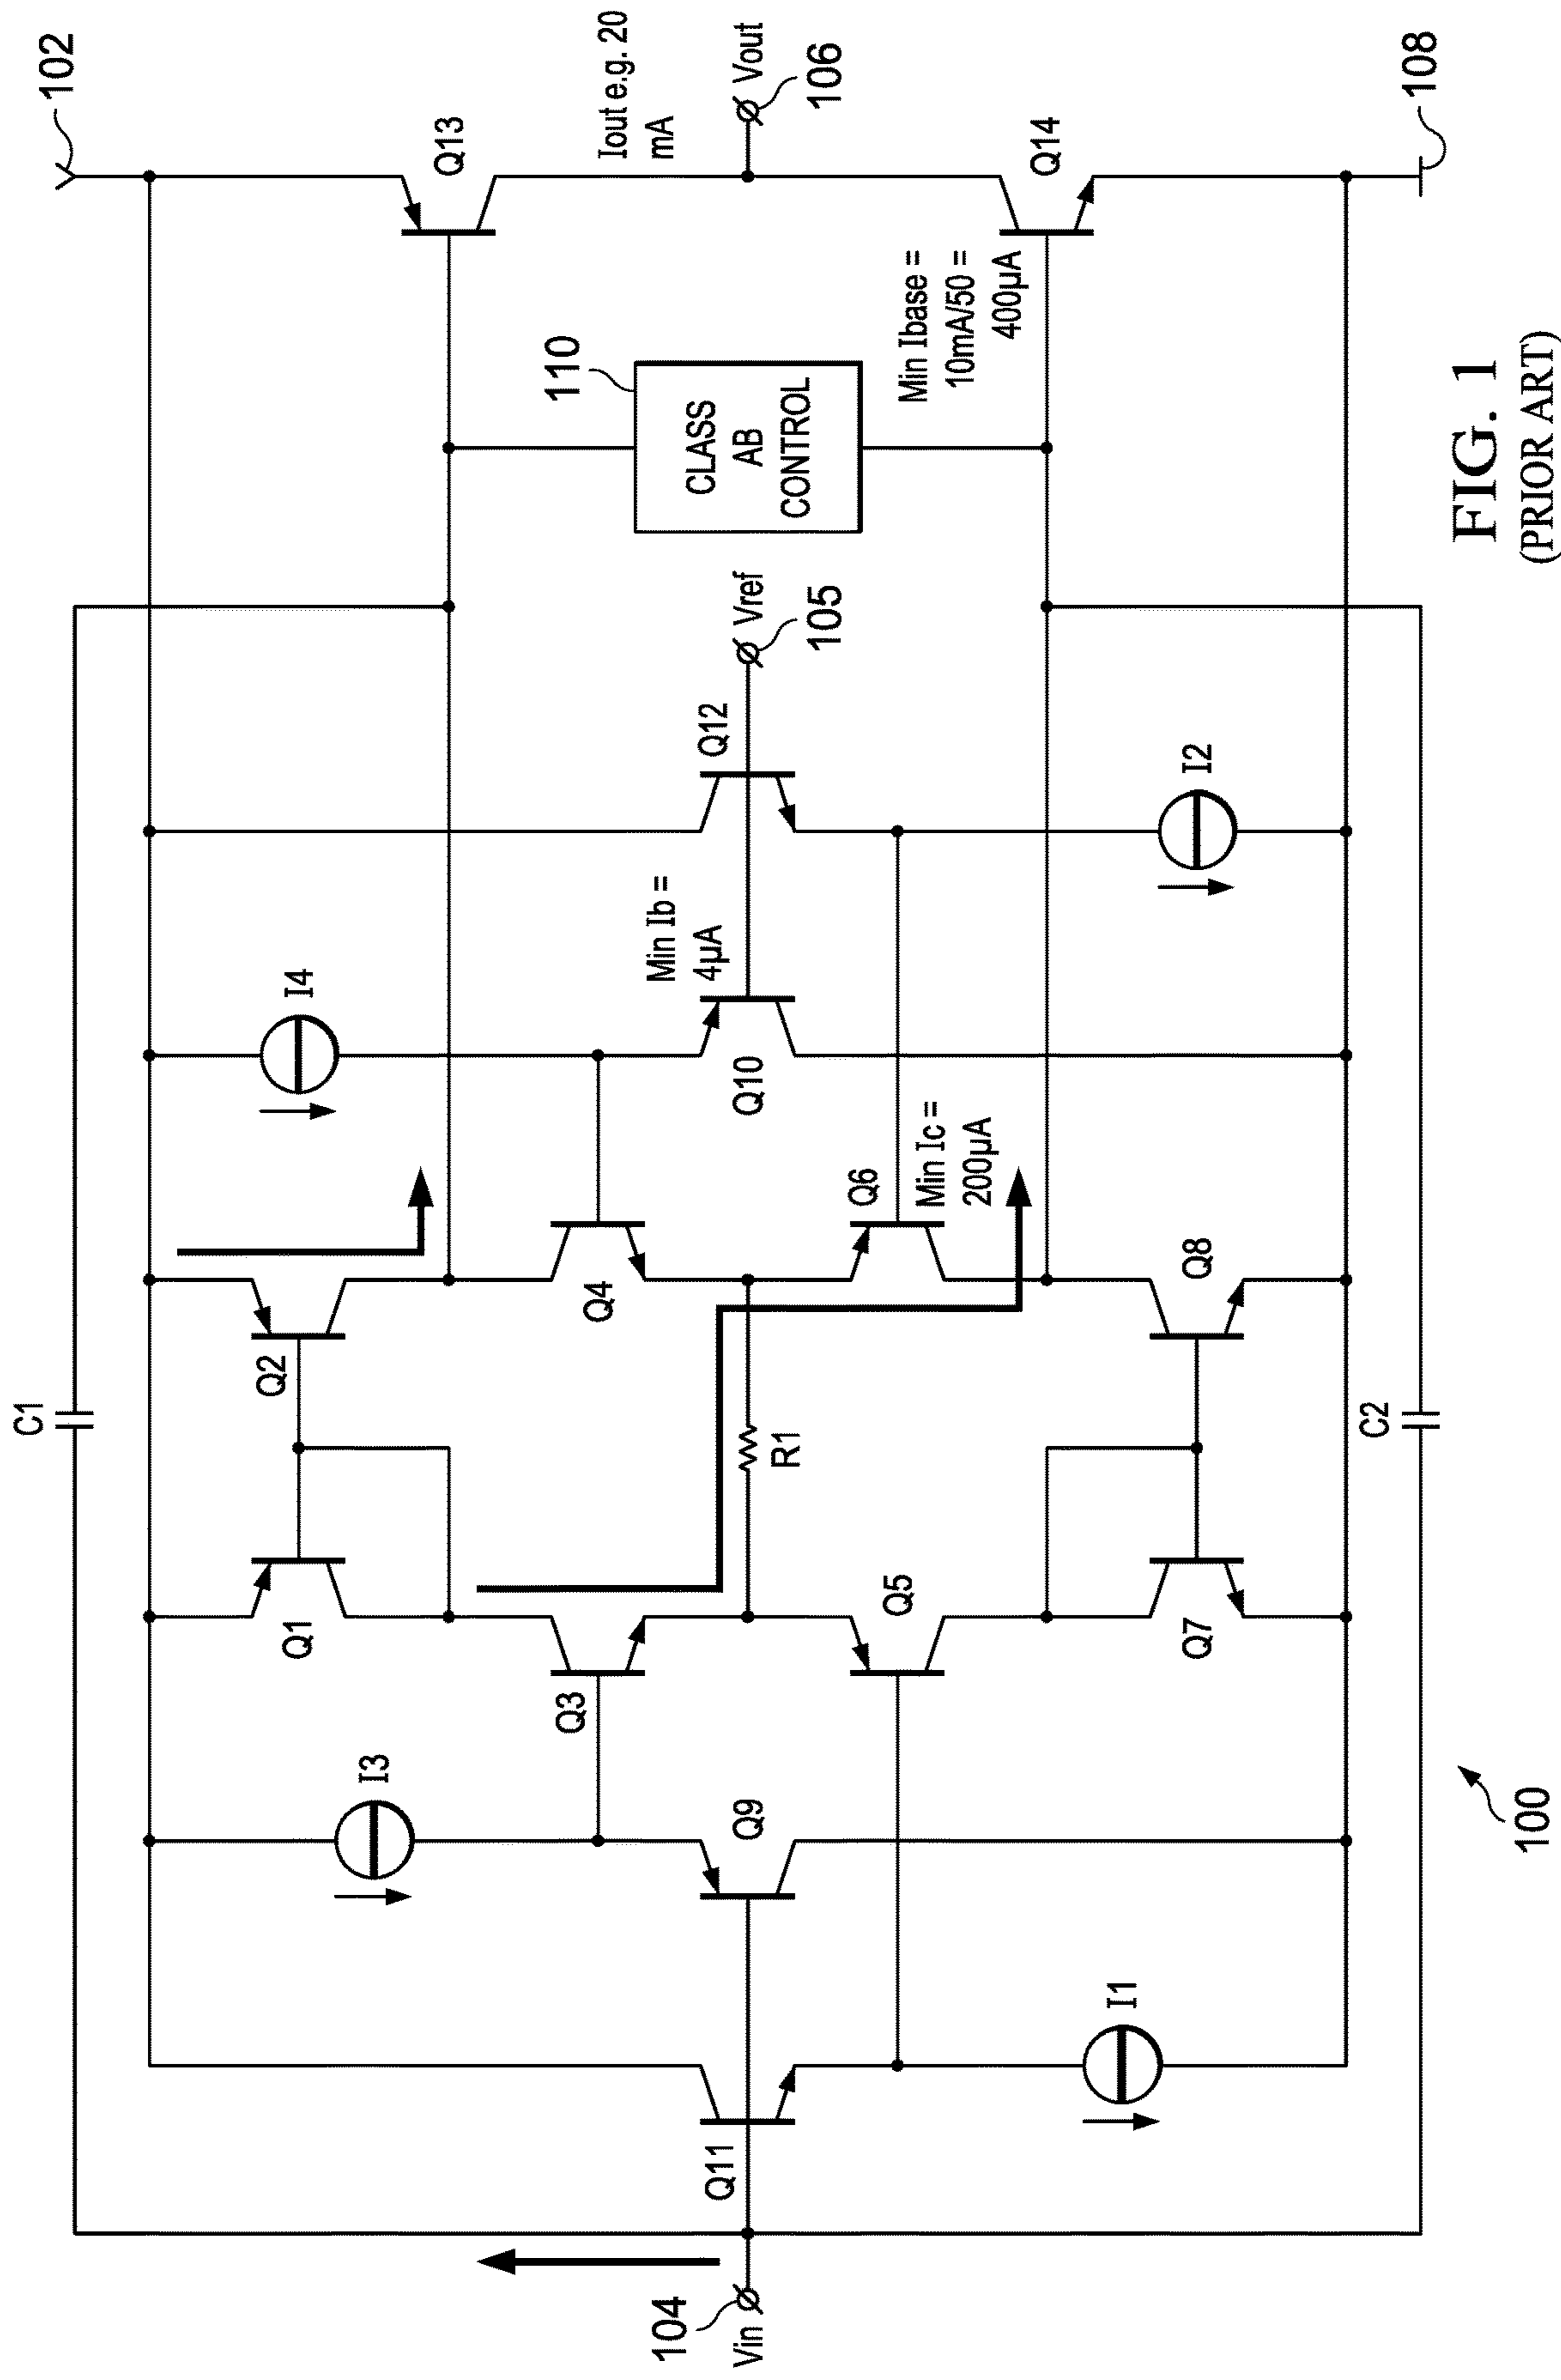 102
Q13
Iout e.g. 20
mA
Vout
106
Q14
108
110
CLASS
AB
CONTROL
Min Ibase =
10mA/50 =
400µA
Vref
105
Q12
I2
Min Ib =
4µA
I4
Q10
Q6
Min Ic =
200µA
Q4
Q2
Q8
C1
R1
C2
Q1
Q5
Q7
Q3
I3
Q9
I1
Q11
104
Vin
100
FIG. 1
(PRIOR ART)